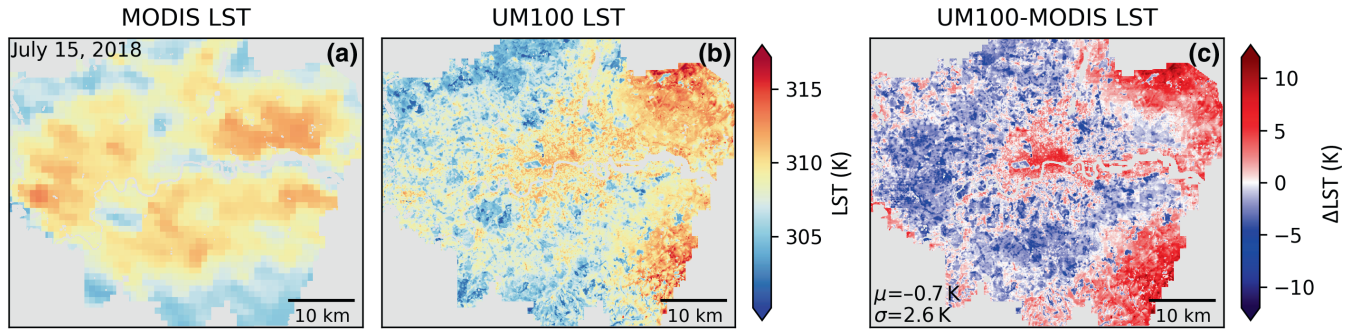 MODIS LST
UM100 LST
UM100-MODIS LST
July 15, 2018
(a)
10 km
(b)
10 km
315
310
305
LST (K)
(c)
μ=–0.7 K
σ=2.6 K
10 km
10
5
0
−5
−10
ΔLST (K)